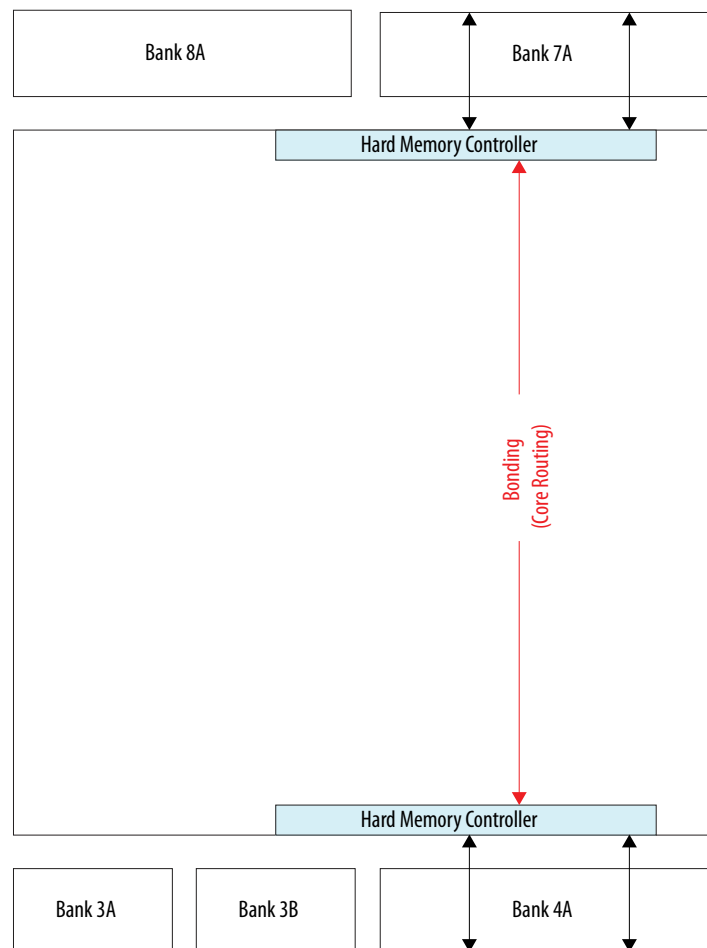 Bank 8A
Bank 7A
Hard Memory Controller
Bonding
(Core Routing)
Hard Memory Controller
Bank 3A
Bank 3B
Bank 4A